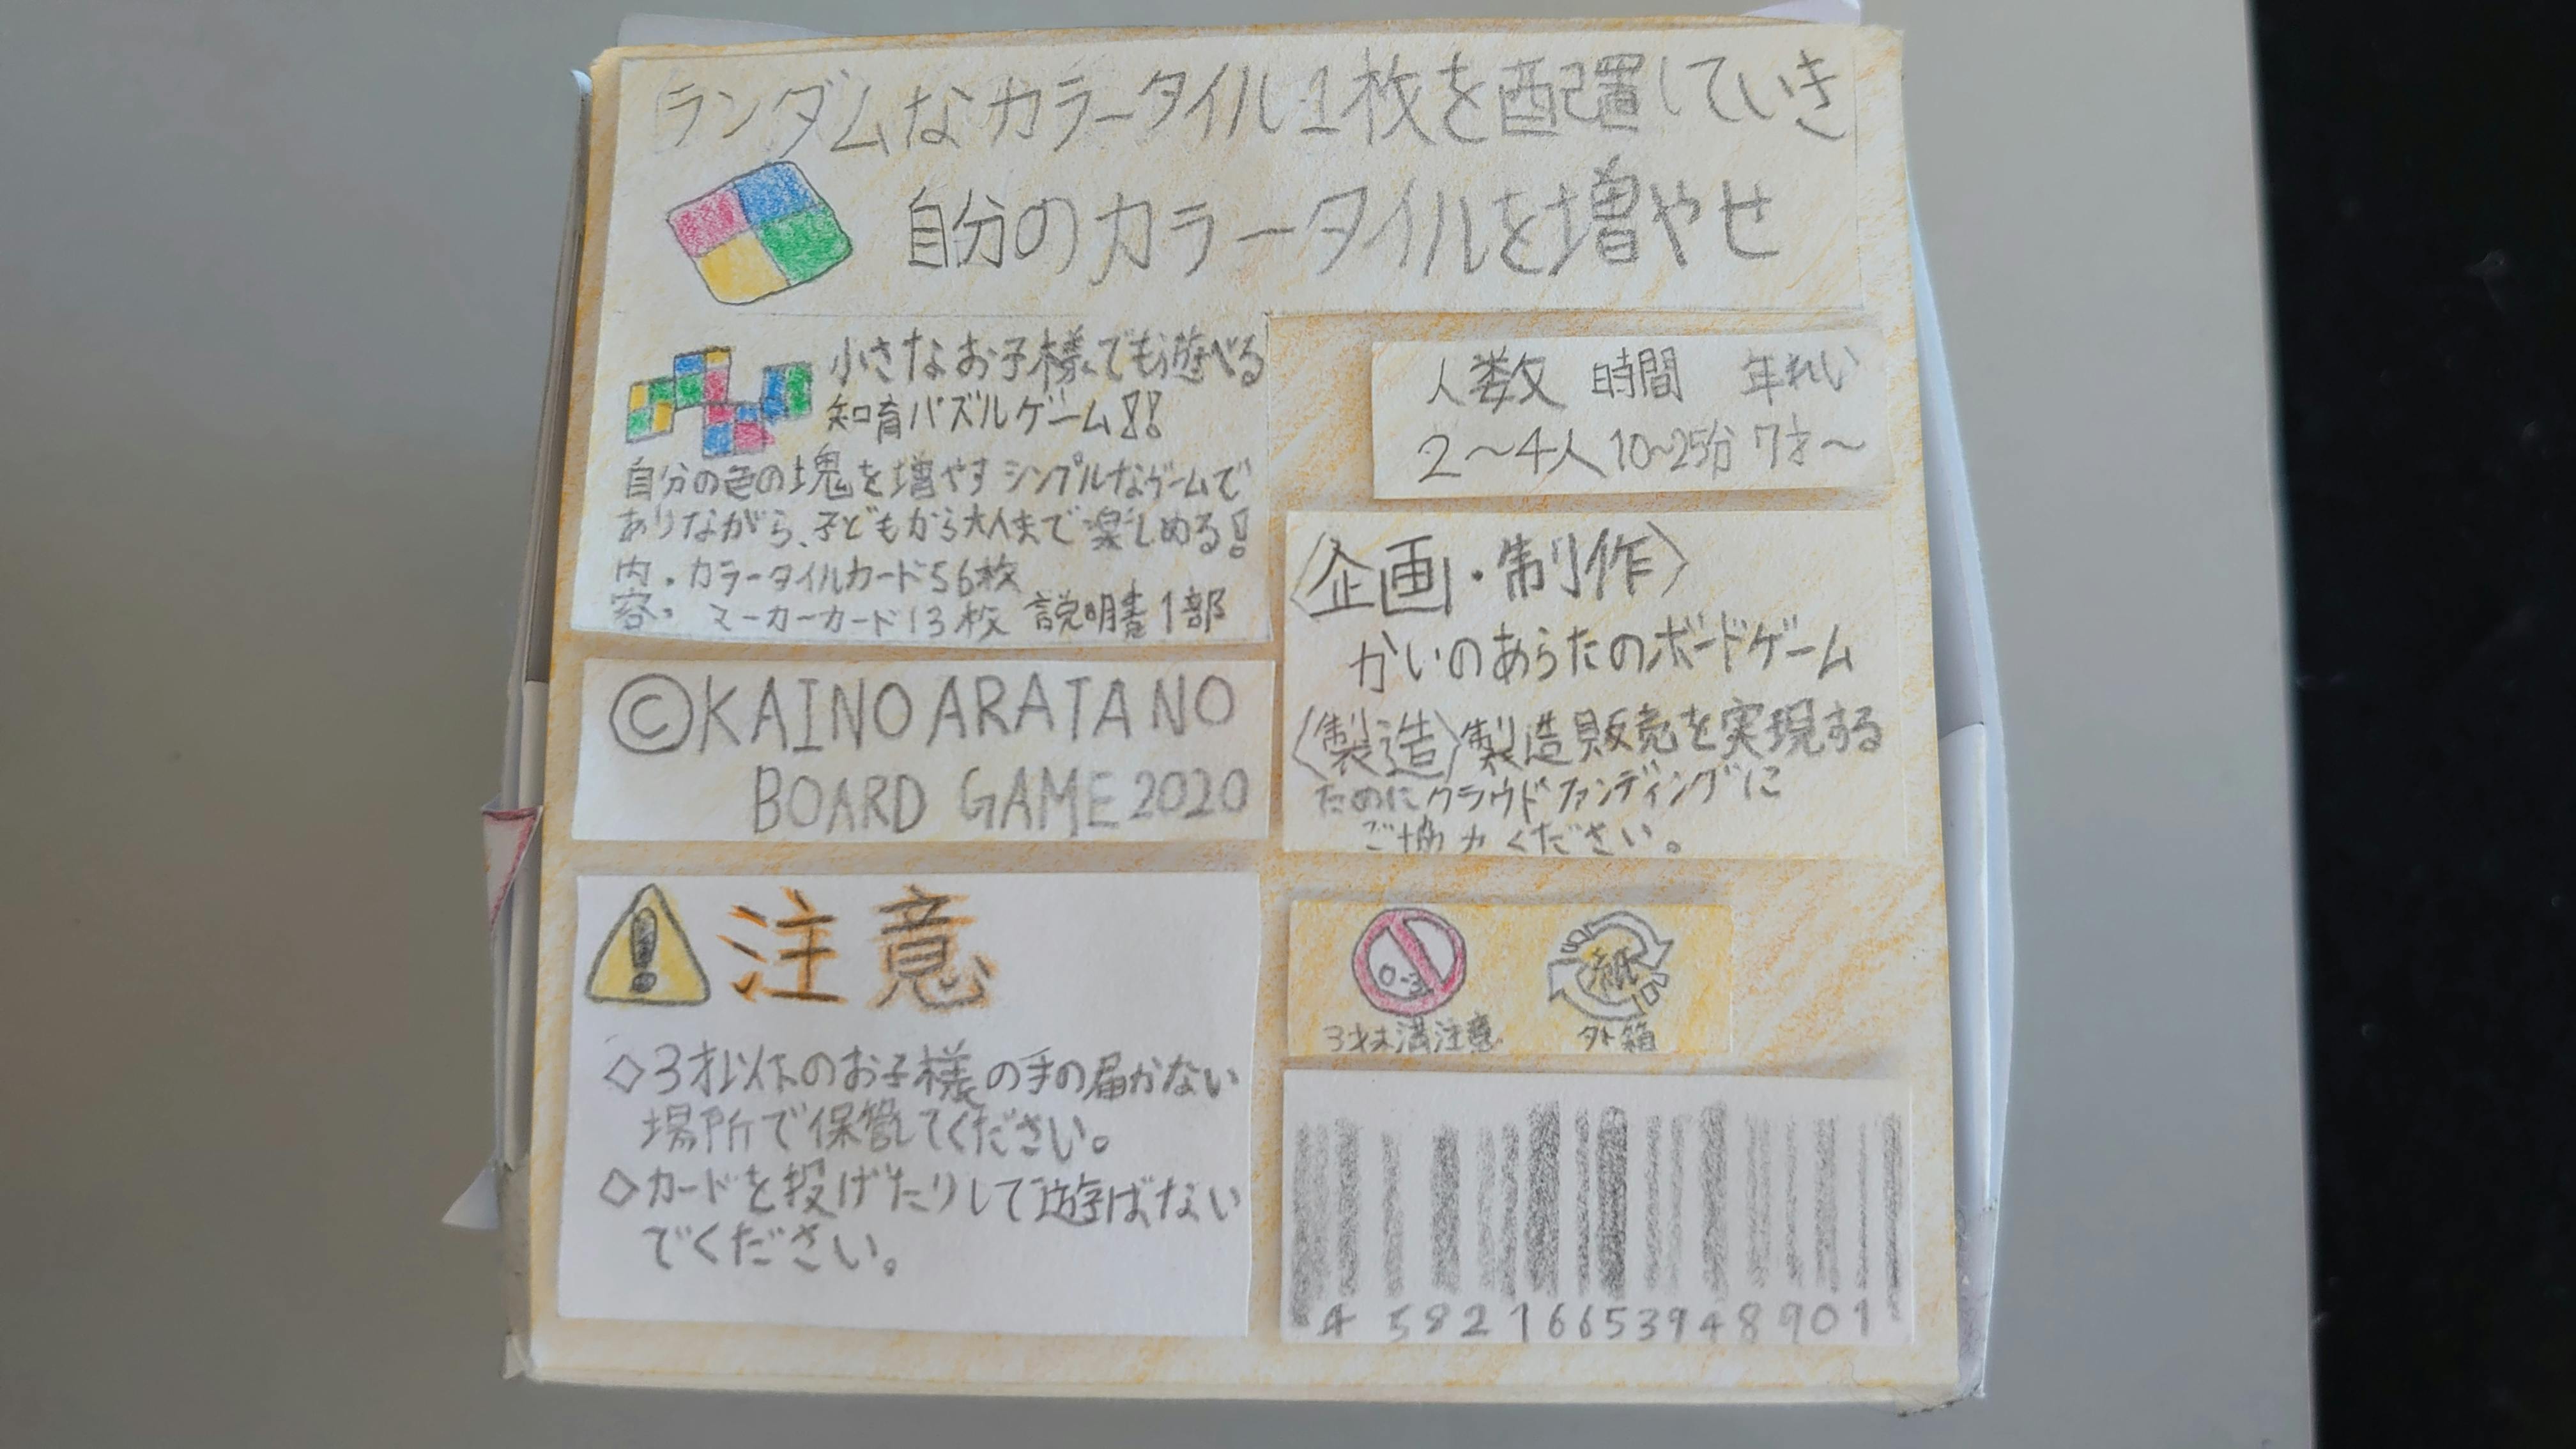 ランダムなカラータイル1枚を配置していき
自分のカラータイルを増やせ
小さなお子様でも遊べる
知育パズルゲーム!!
自分の色の塊を増やすシンプルなゲームで
ありながら、子どもから大人まで楽しめる!
内・カラータイルカード56枚
容・マーカーカード13枚 説明書1部
人数 時間 年れい
2〜4人 10~25分 7才〜
〈企画・制作〉
かいのあらたのボードゲーム
〈製造〉製造販売を実現する
ためにクラウドファンディングに
ご協力ください。
©KAINO ARATA NO
BOARD GAME 2020
注意
◇3才以下のお子様の手の届かない
場所で保管してください。
◇カードを投げたりして遊ばない
でください。
0-3
3才未満注意
紙
外箱
4 58216653948901